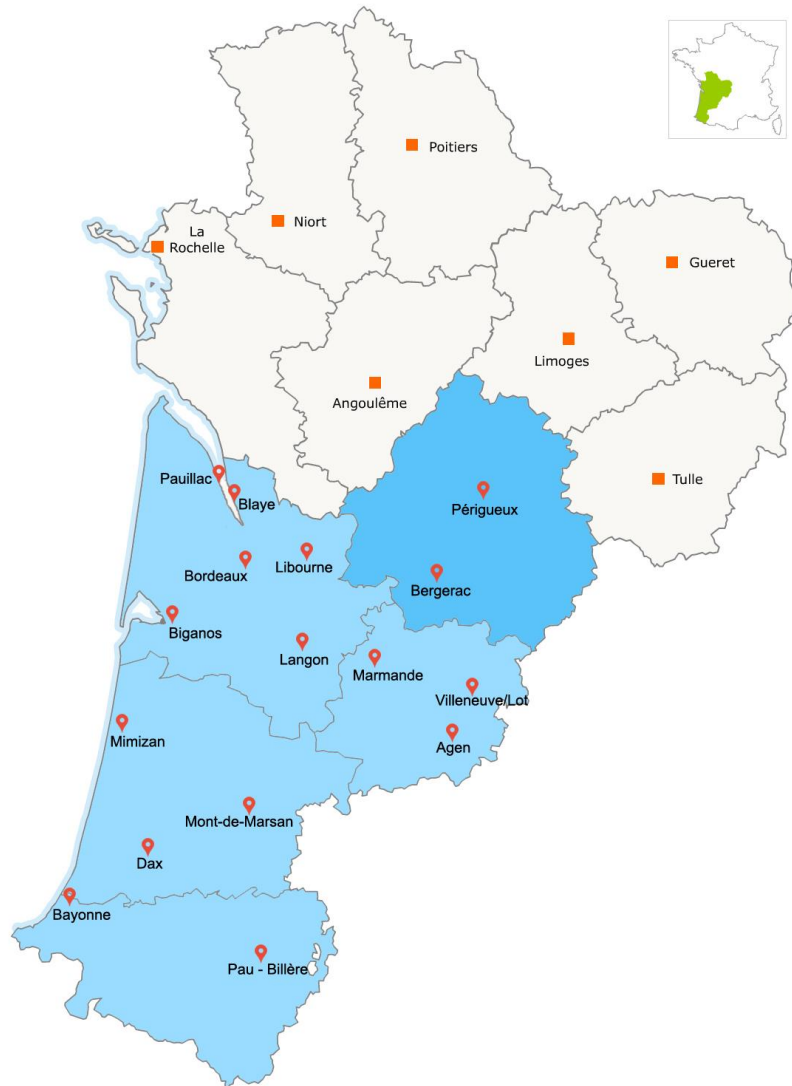 Poitiers
Niort
La
Rochelle
Gueret
Limoges
Angoulême
Pauillac
Tulle
Blaye
Périgueux
Bordeaux
Libourne
Bergerac
Biganos
Langon
Marmande
Villeneuve/Lot
Mimizan
Agen
Mont-de-Marsan
Dax
Bayonne
Pau - Billère